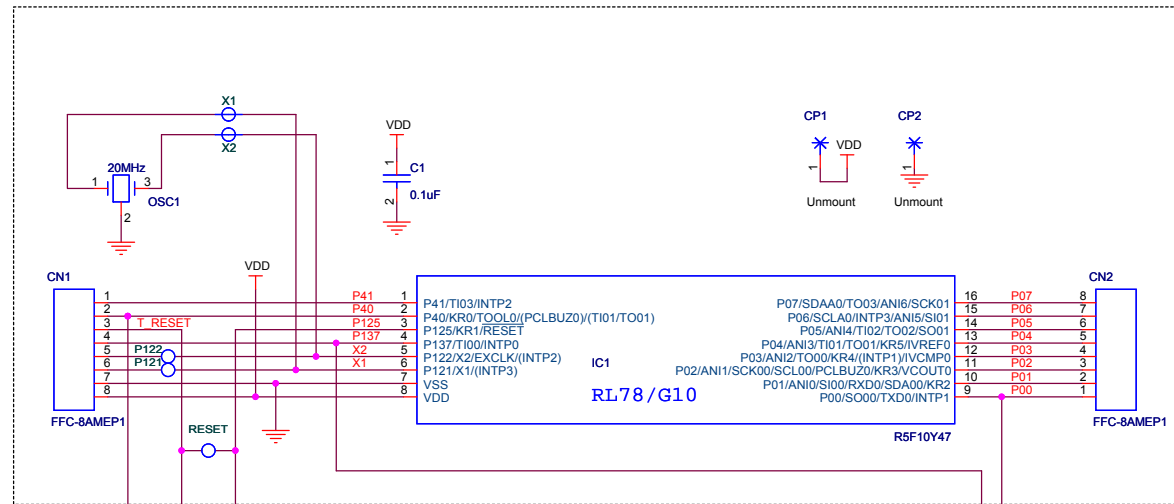 X1
X2
20MHz
1
3
2
OSC1
VDD
1
C1
0.1uF
2
CP1
VDD
1
Unmount
CP2
1
Unmount
CN1
VDD
CN2
1
P41
1
P41/TI03/INTP2
P07/SDAA0/TO03/ANI6/SCK01
16
P07
8
2
P40
2
P40/KR0/TOOL0/(PCLBUZ0)/(TI01/TO01)
P06/SCLA0/INTP3/ANI5/SI01
15
P06
7
3
T_RESET
P125
3
P125/KR1/RESET
P05/ANI4/TI02/TO02/SO01
14
P05
6
4
P137
4
P137/TI00/INTP0
P04/ANI3/TI01/TO01/KR5/IVREF0
13
P04
5
5
P122
X2
5
P122/X2/EXCLK/(INTP2)
P03/ANI2/TO00/KR4/(INTP1)/IVCMP0
12
P03
4
6
P121
X1
6
P121/X1/(INTP3)
IC1
P02/ANI1/SCK00/SCL00/PCLBUZ0/KR3/VCOUT0
11
P02
3
7
7
VSS
P01/ANI0/SI00/RXD0/SDA00/KR2
10
P01
2
8
8
VDD
RL78/G10
P00/SO00/TXD0/INTP1
9
P00
1
FFC-8AMEP1
RESET
R5F10Y47
FFC-8AMEP1